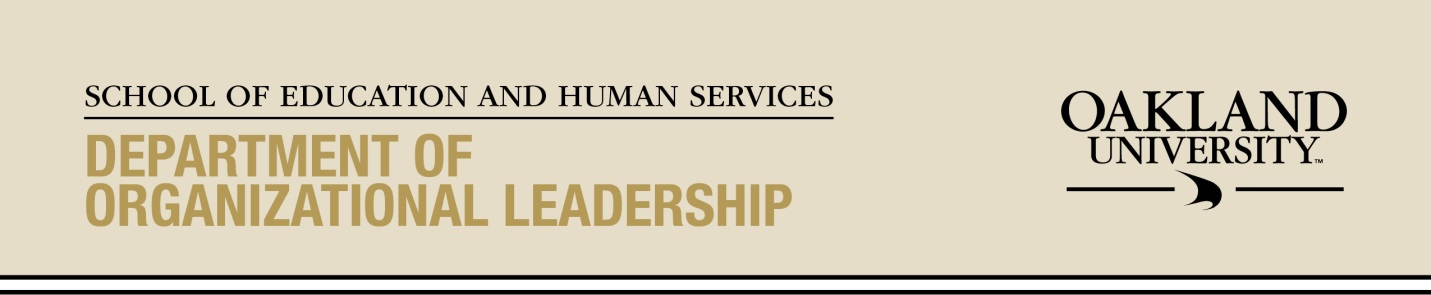 SCHOOL OF EDUCATION AND HUMAN SERVICES
DEPARTMENT OF
ORGANIZATIONAL LEADERSHIP
OAKLAND
UNIVERSITY™